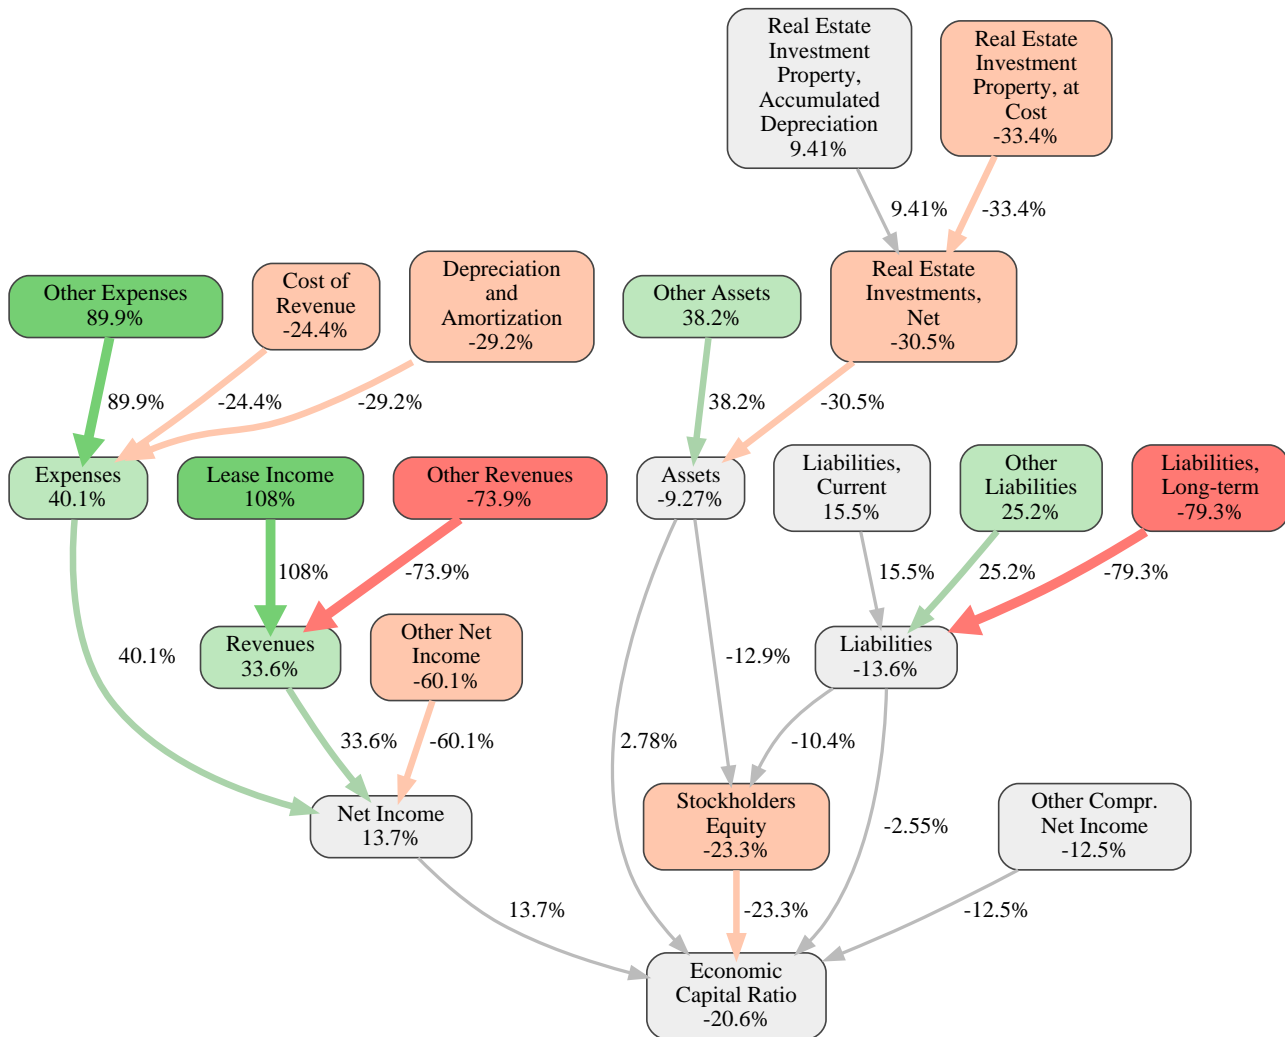 Real Estate
Investment
Property,
Accumulated
Depreciation
9.41%
Real Estate
Investment
Property, at
Cost
-33.4%
9.41%
-33.4%
Other Expenses
89.9%
Cost of
Revenue
-24.4%
Depreciation
and
Amortization
-29.2%
Other Assets
38.2%
Real Estate
Investments,
Net
-30.5%
89.9%
-24.4%
-29.2%
38.2%
-30.5%
Expenses
40.1%
Lease Income
108%
Other Revenues
-73.9%
Assets
-9.27%
Liabilities,
Current
15.5%
Other
Liabilities
25.2%
Liabilities,
Long-term
-79.3%
108%
-73.9%
15.5%
25.2%
-79.3%
40.1%
Revenues
33.6%
Other Net
Income
-60.1%
-12.9%
Liabilities
-13.6%
33.6%
-60.1%
2.78%
-10.4%
Net Income
13.7%
Stockholders
Equity
-23.3%
-2.55%
Other Compr.
Net Income
-12.5%
13.7%
-23.3%
-12.5%
Economic
Capital Ratio
-20.6%